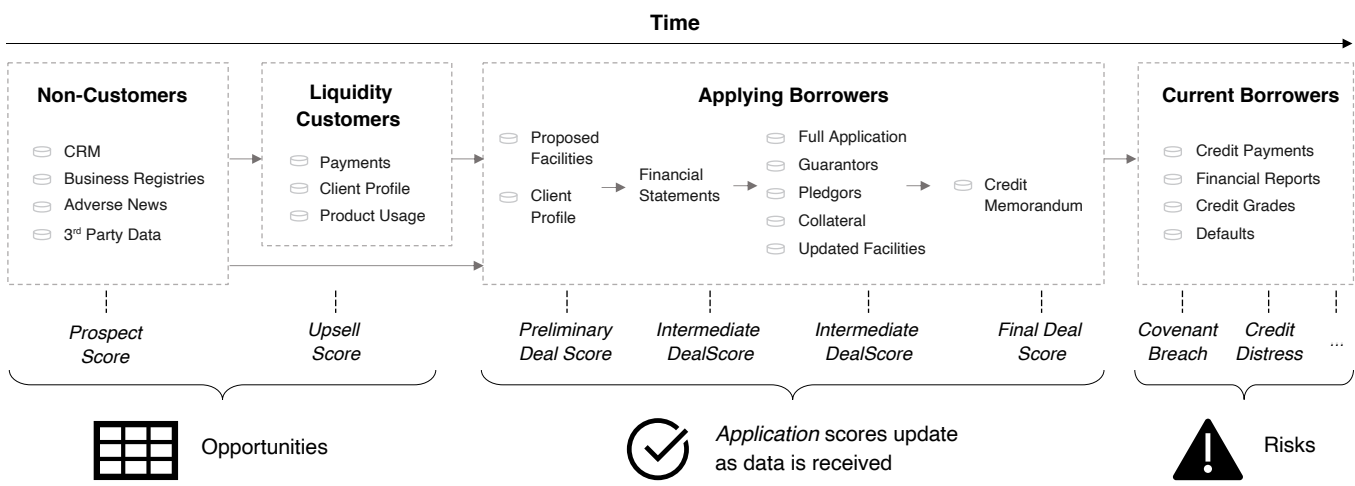 Time
Non-Customers
CRM
Business Registries
Adverse News
3rd Party Data
Liquidity
Customers
Payments
Client Profile
Product Usage
Applying Borrowers
Proposed
Facilities
Client
Profile
Financial
Statements
Full Application
Guarantors
Pledgors
Collateral
Updated Facilities
Credit
Memorandum
Current Borrowers
Credit Payments
Financial Reports
Credit Grades
Defaults
Prospect
Score
Upsell
Score
Preliminary
Deal Score
Intermediate
DealScore
Intermediate
DealScore
Final Deal
Score
Covenant
Breach
Credit
Distress
...
Opportunities
Application scores update
as data is received
Risks